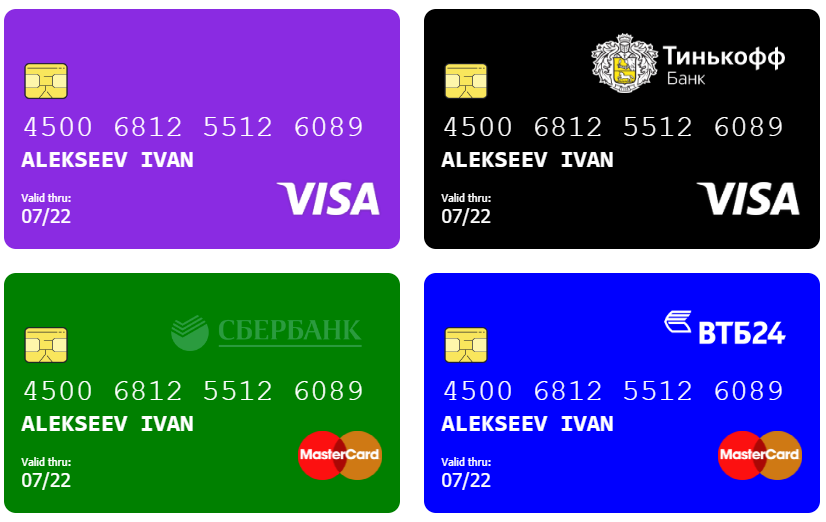 4500 6812 5512 6089
ALEKSEEV IVAN
Valid thru:
07/22
VISA
Тинькофф
Банк
4500 6812 5512 6089
ALEKSEEV IVAN
Valid thru:
07/22
VISA
СБЕРБАНК
4500 6812 5512 6089
ALEKSEEV IVAN
MasterCard
Valid thru:
07/22
ВТБ24
4500 6812 5512 6089
ALEKSEEV IVAN
MasterCard
Valid thru:
07/22